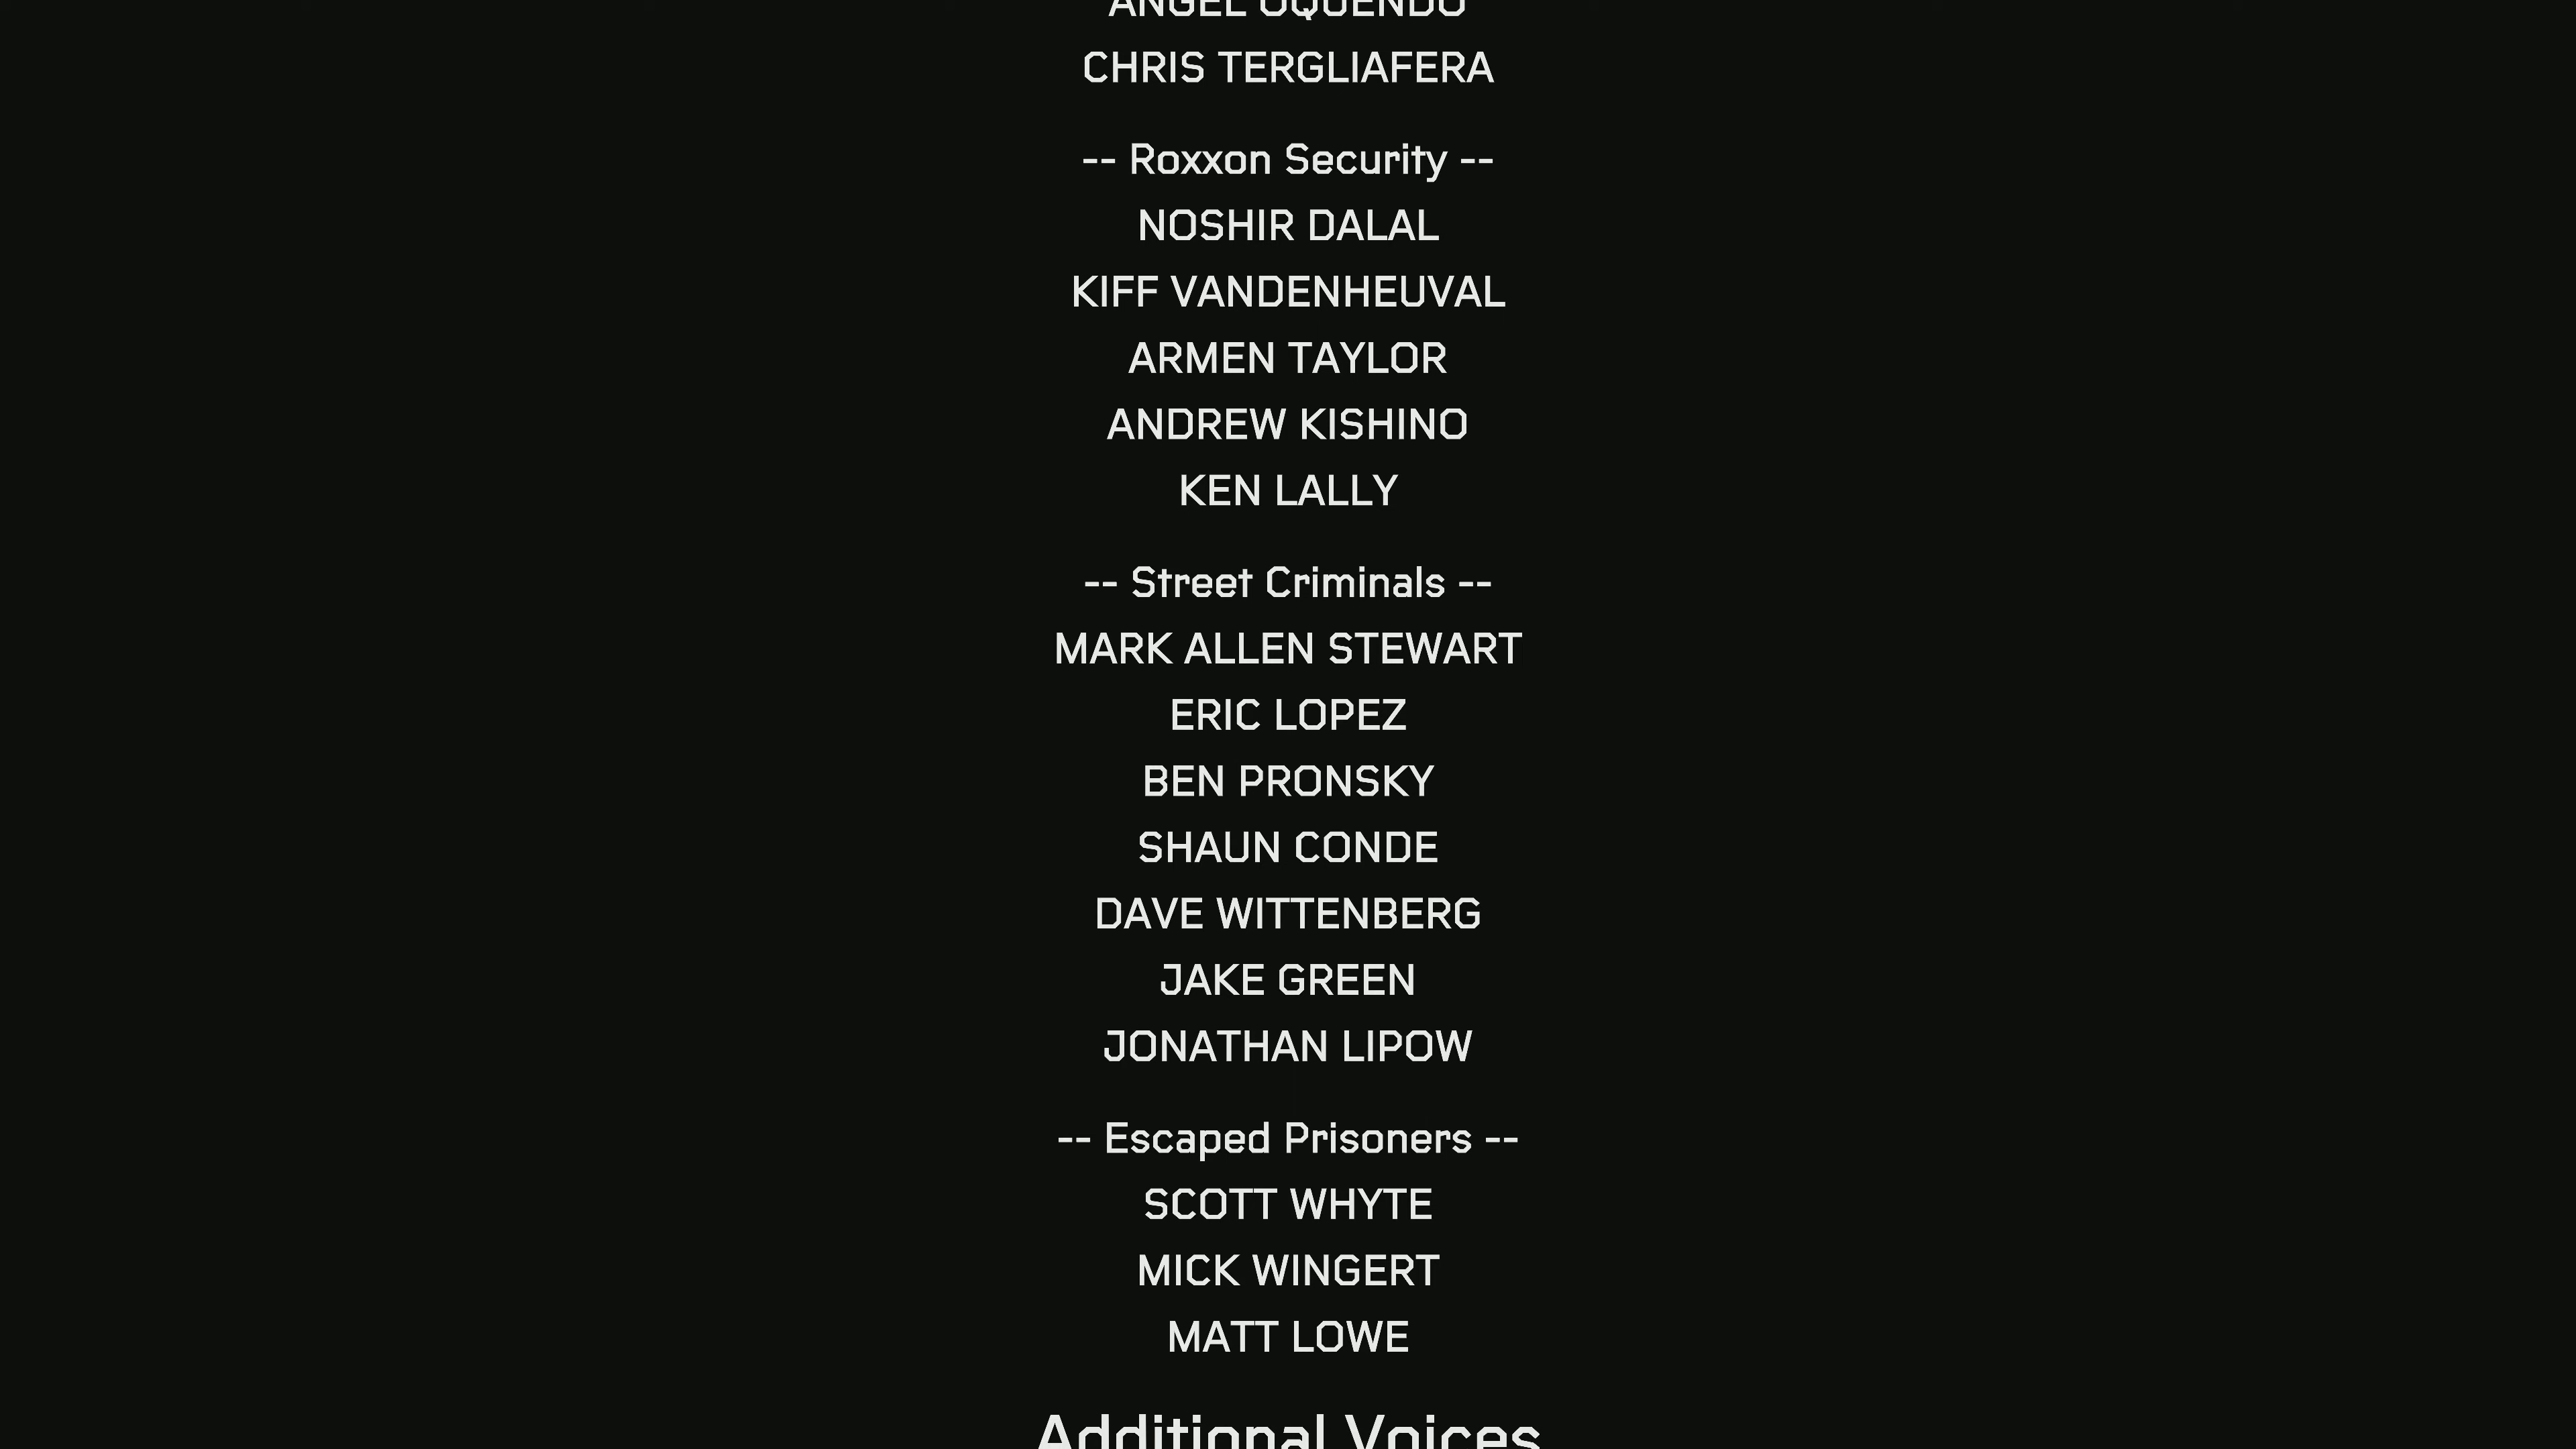 ANGEL OQUENDO
CHRIS TERGLIAFERA
-- Roxxon Security --
NOSHIR DALAL
KIFF VANDENHEUVAL
ARMEN TAYLOR
ANDREW KISHINO
KEN LALLY
-- Street Criminals --
MARK ALLEN STEWART
ERIC LOPEZ
BEN PRONSKY
SHAUN CONDE
DAVE WITTENBERG
JAKE GREEN
JONATHAN LIPOW
-- Escaped Prisoners --
SCOTT WHYTE
MICK WINGERT
MATT LOWE
Additional Voices